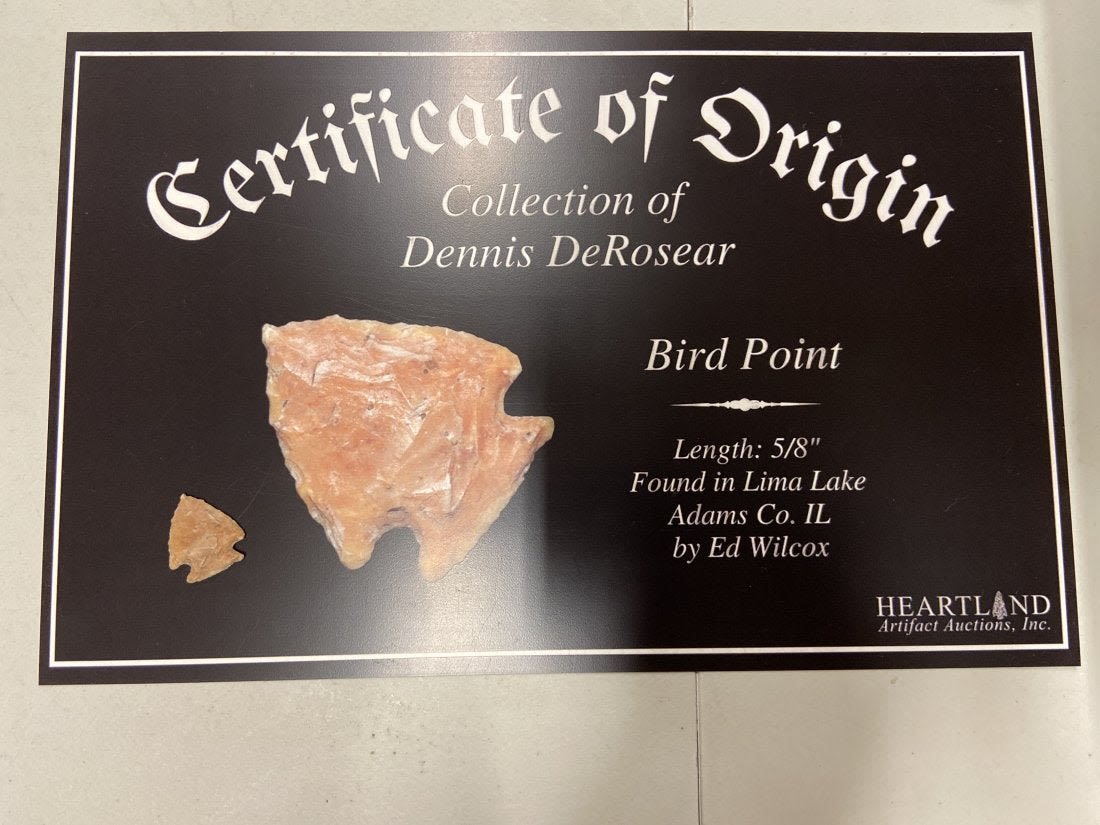 Certificate of Origin
Collection of
Dennis DeRosear
Bird Point
Length: 5/8"
Found in Lima Lake
Adams Co. IL
by Ed Wilcox
HEARTLAND
Artifact Auctions, Inc.